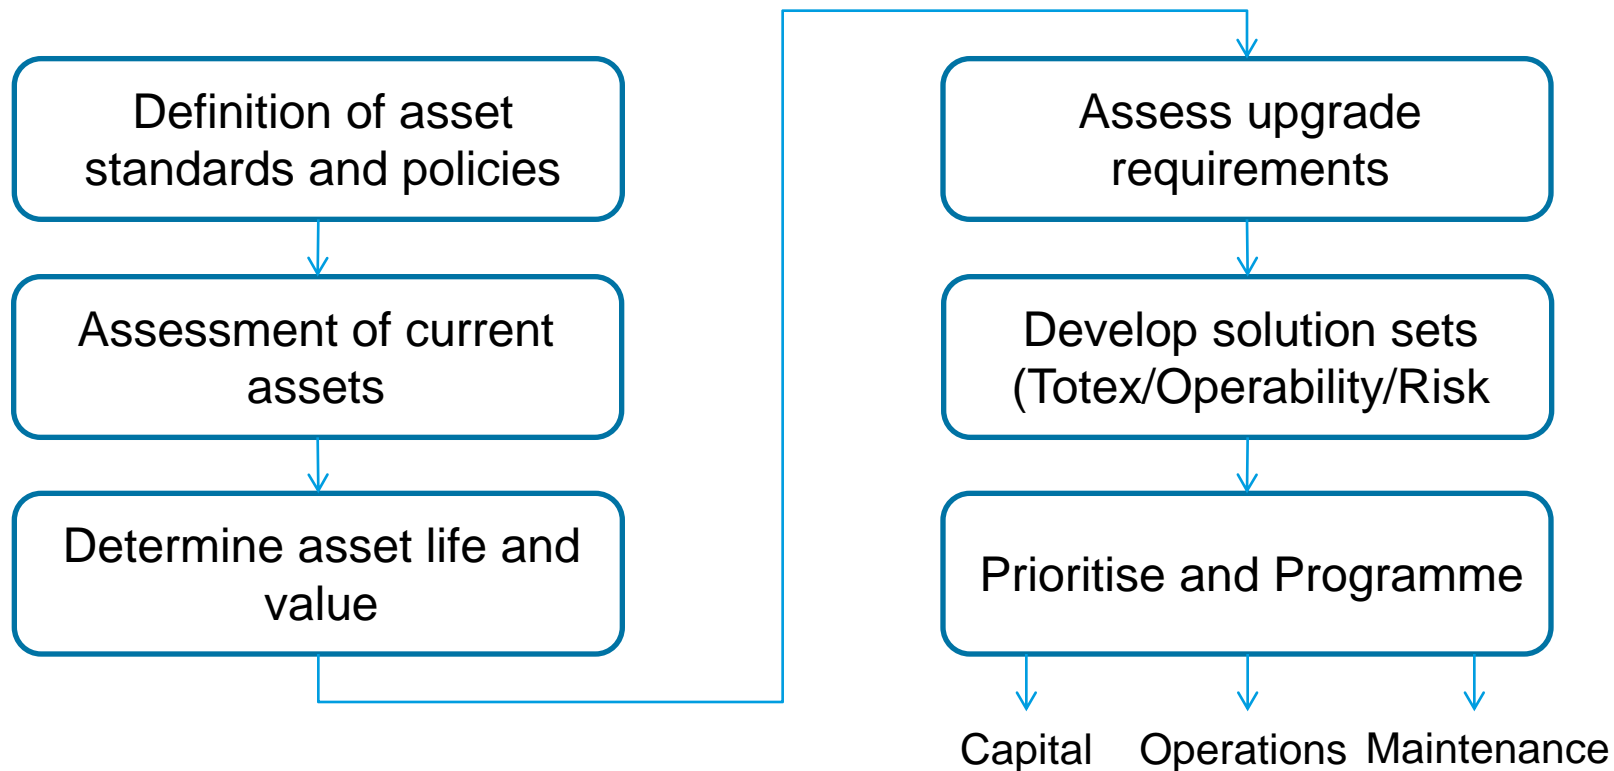 Definition of asset
standards and policies
Assessment of current
assets
Determine asset life and
value
Assess upgrade
requirements
Develop solution sets
(Totex/Operability/Risk
Prioritise and Programme
Capital
Operations
Maintenance